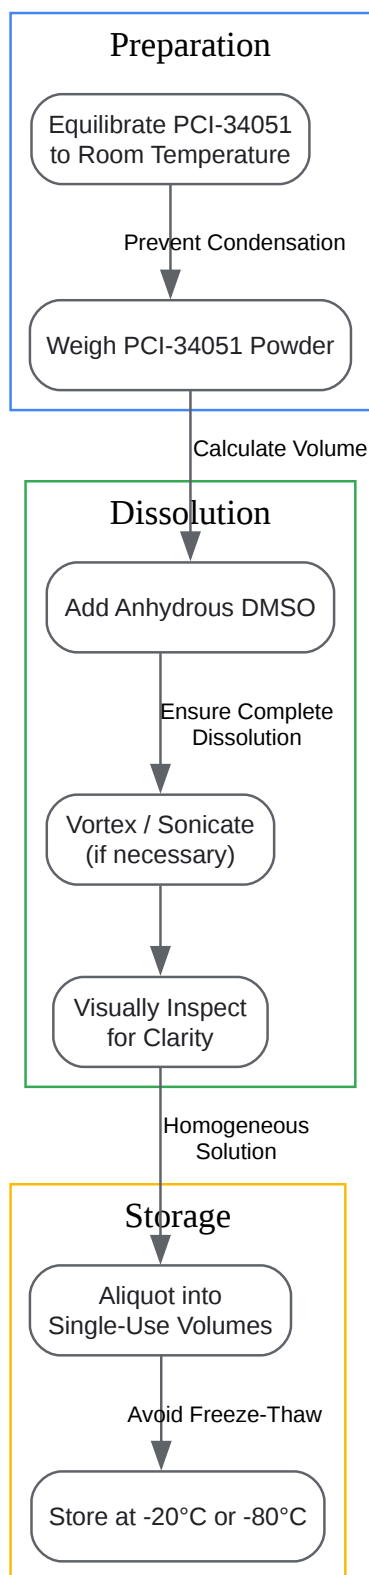 Preparation
Equilibrate PCI-34051
to Room Temperature
Prevent Condensation
Weigh PCI-34051 Powder
Calculate Volume
Dissolution
Add Anhydrous DMSO
Ensure Complete
Dissolution
Vortex / Sonicate
(if necessary)
Visually Inspect
for Clarity
Homogeneous
Solution
Storage
Aliquot into
Single-Use Volumes
Avoid Freeze-Thaw
Store at -20°C or -80°C